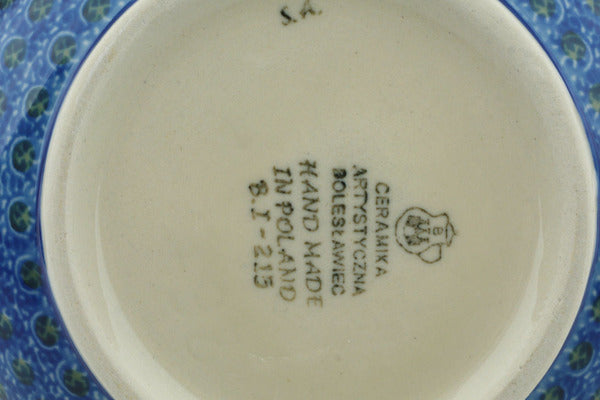 S.A.
CERAMIKA
ARTYSTYCZNA
BOLESŁAWIEC
HAND MADE
IN POLAND
B.I-213